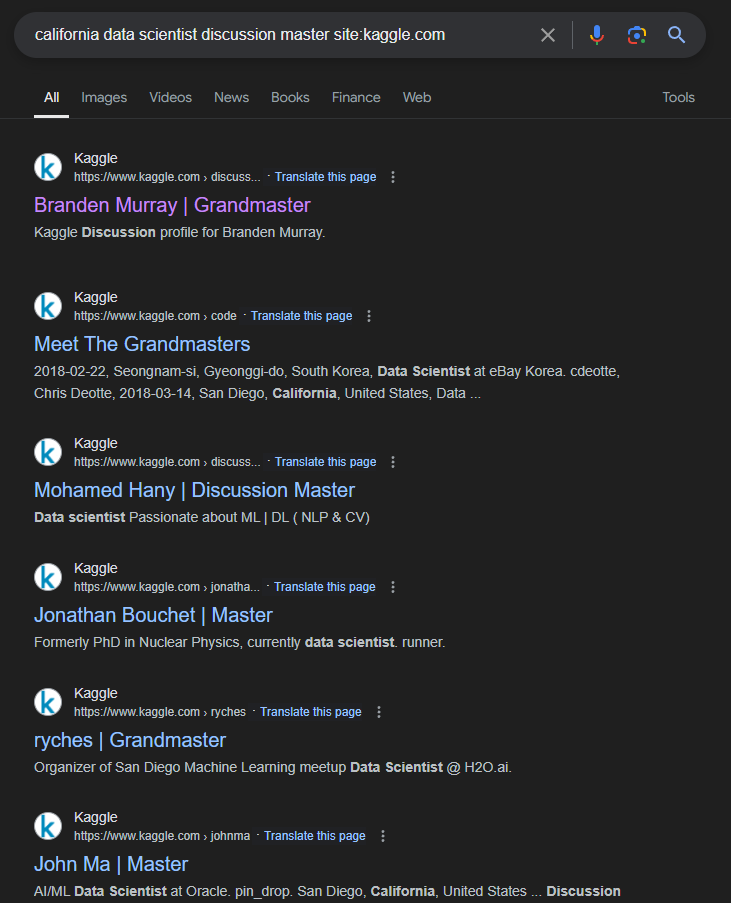 california data scientist discussion master site:kaggle.com
All Images Videos News Books Finance Web Tools
Kaggle
https://www.kaggle.com › discuss... · Translate this page
Branden Murray | Grandmaster
Kaggle Discussion profile for Branden Murray.
Kaggle
https://www.kaggle.com › code · Translate this page
Meet The Grandmasters
2018-02-22, Seongnam-si, Gyeonggi-do, South Korea, Data Scientist at eBay Korea. cdeotte,
Chris Deotte, 2018-03-14, San Diego, California, United States, Data ...
Kaggle
https://www.kaggle.com › discuss... · Translate this page
Mohamed Hany | Discussion Master
Data scientist Passionate about ML | DL ( NLP & CV)
Kaggle
https://www.kaggle.com › jonatha... · Translate this page
Jonathan Bouchet | Master
Formerly PhD in Nuclear Physics, currently data scientist. runner.
Kaggle
https://www.kaggle.com › ryches · Translate this page
ryches | Grandmaster
Organizer of San Diego Machine Learning meetup Data Scientist @ H2O.ai.
Kaggle
https://www.kaggle.com › johnma · Translate this page
John Ma | Master
AI/ML Data Scientist at Oracle. pin_drop. San Diego, California, United States ... Discussion